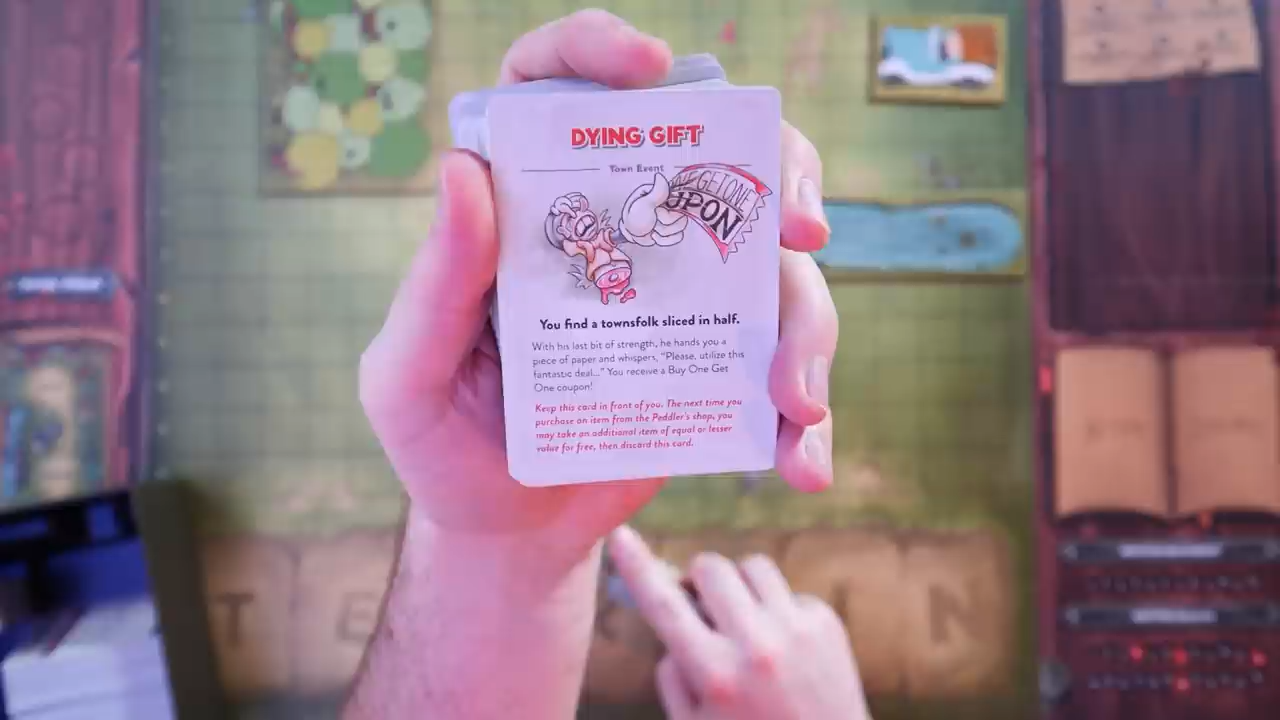 DYING GIFT
Town Event
GET ONE
UPON
You find a townsfolk sliced in half.
With his last bit of strength, he hands you a
piece of paper and whispers, "Please, utilize this
fantastic deal..." You receive a Buy One Get
One coupon!
Keep this card in front of you. The next time you
purchase an item from the Peddler's shop, you
may take an additional item of equal or lesser
value for free, then discard this card.
T E I N